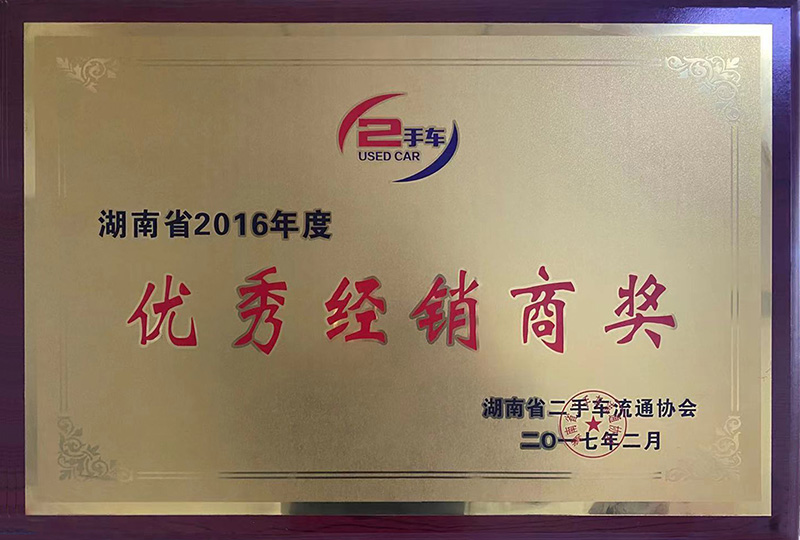 2手车
USED CAR
湖南省2016年度
优秀经销商奖
湖南省二手车流通协会
二〇一七年二月